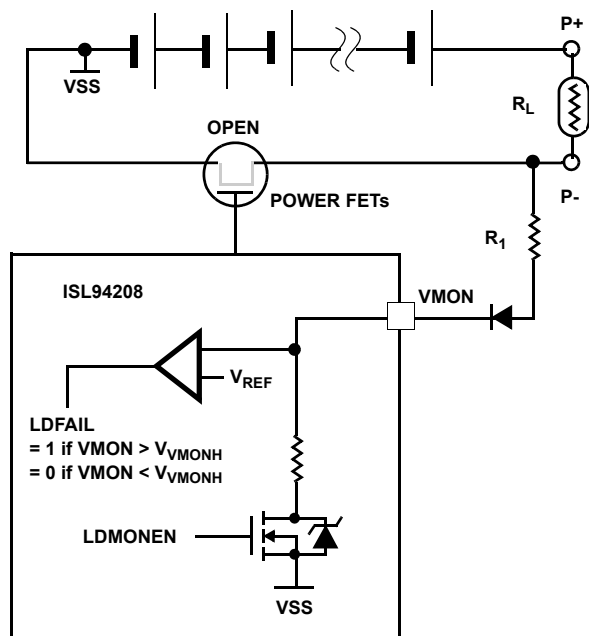 P+
VSS
RL
OPEN
POWER FETs
P-
R1
ISL94208
VMON
VREF
LDFAIL
= 1 if VMON > VVMONH
= 0 if VMON < VVMONH
LDMONEN
VSS